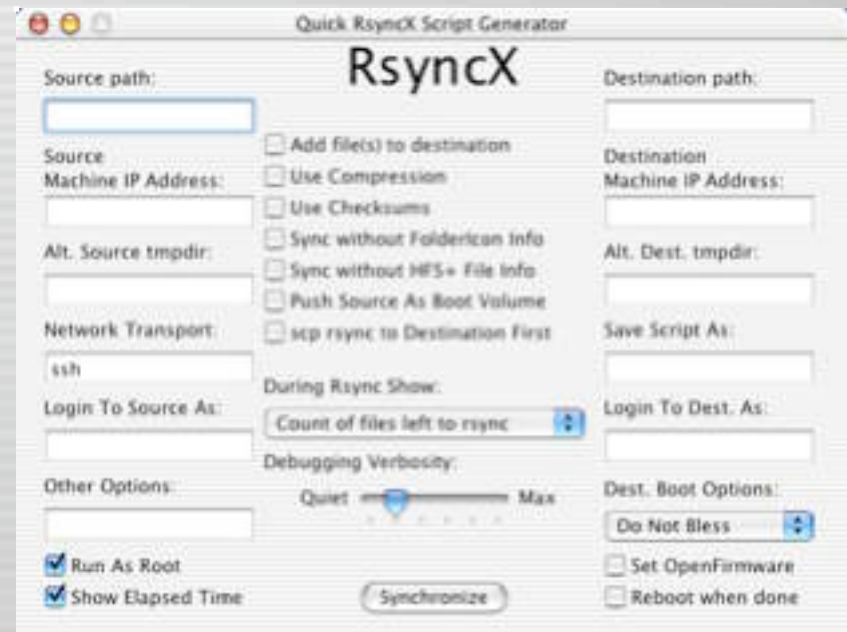 Quick RsyncX Script Generator
RsyncX
Source path:
Source
Machine IP Address:
Alt. Source tmpdir:
Network Transport:
ssh
Login To Source As:
Other Options:
Run As Root
Show Elapsed Time
Add file(s) to destination
Use Compression
Use Checksums
Sync without FolderIcon Info
Sync without HFS+ File Info
Push Source As Boot Volume
scp rsync to Destination First
During Rsync Show:
Count of files left to rsync
Debugging Verbosity:
Quiet Max
Synchronize
Destination path:
Destination
Machine IP Address:
Alt. Dest. tmpdir:
Save Script As:
Login To Dest. As:
Dest. Boot Options:
Do Not Bless
Set OpenFirmware
Reboot when done